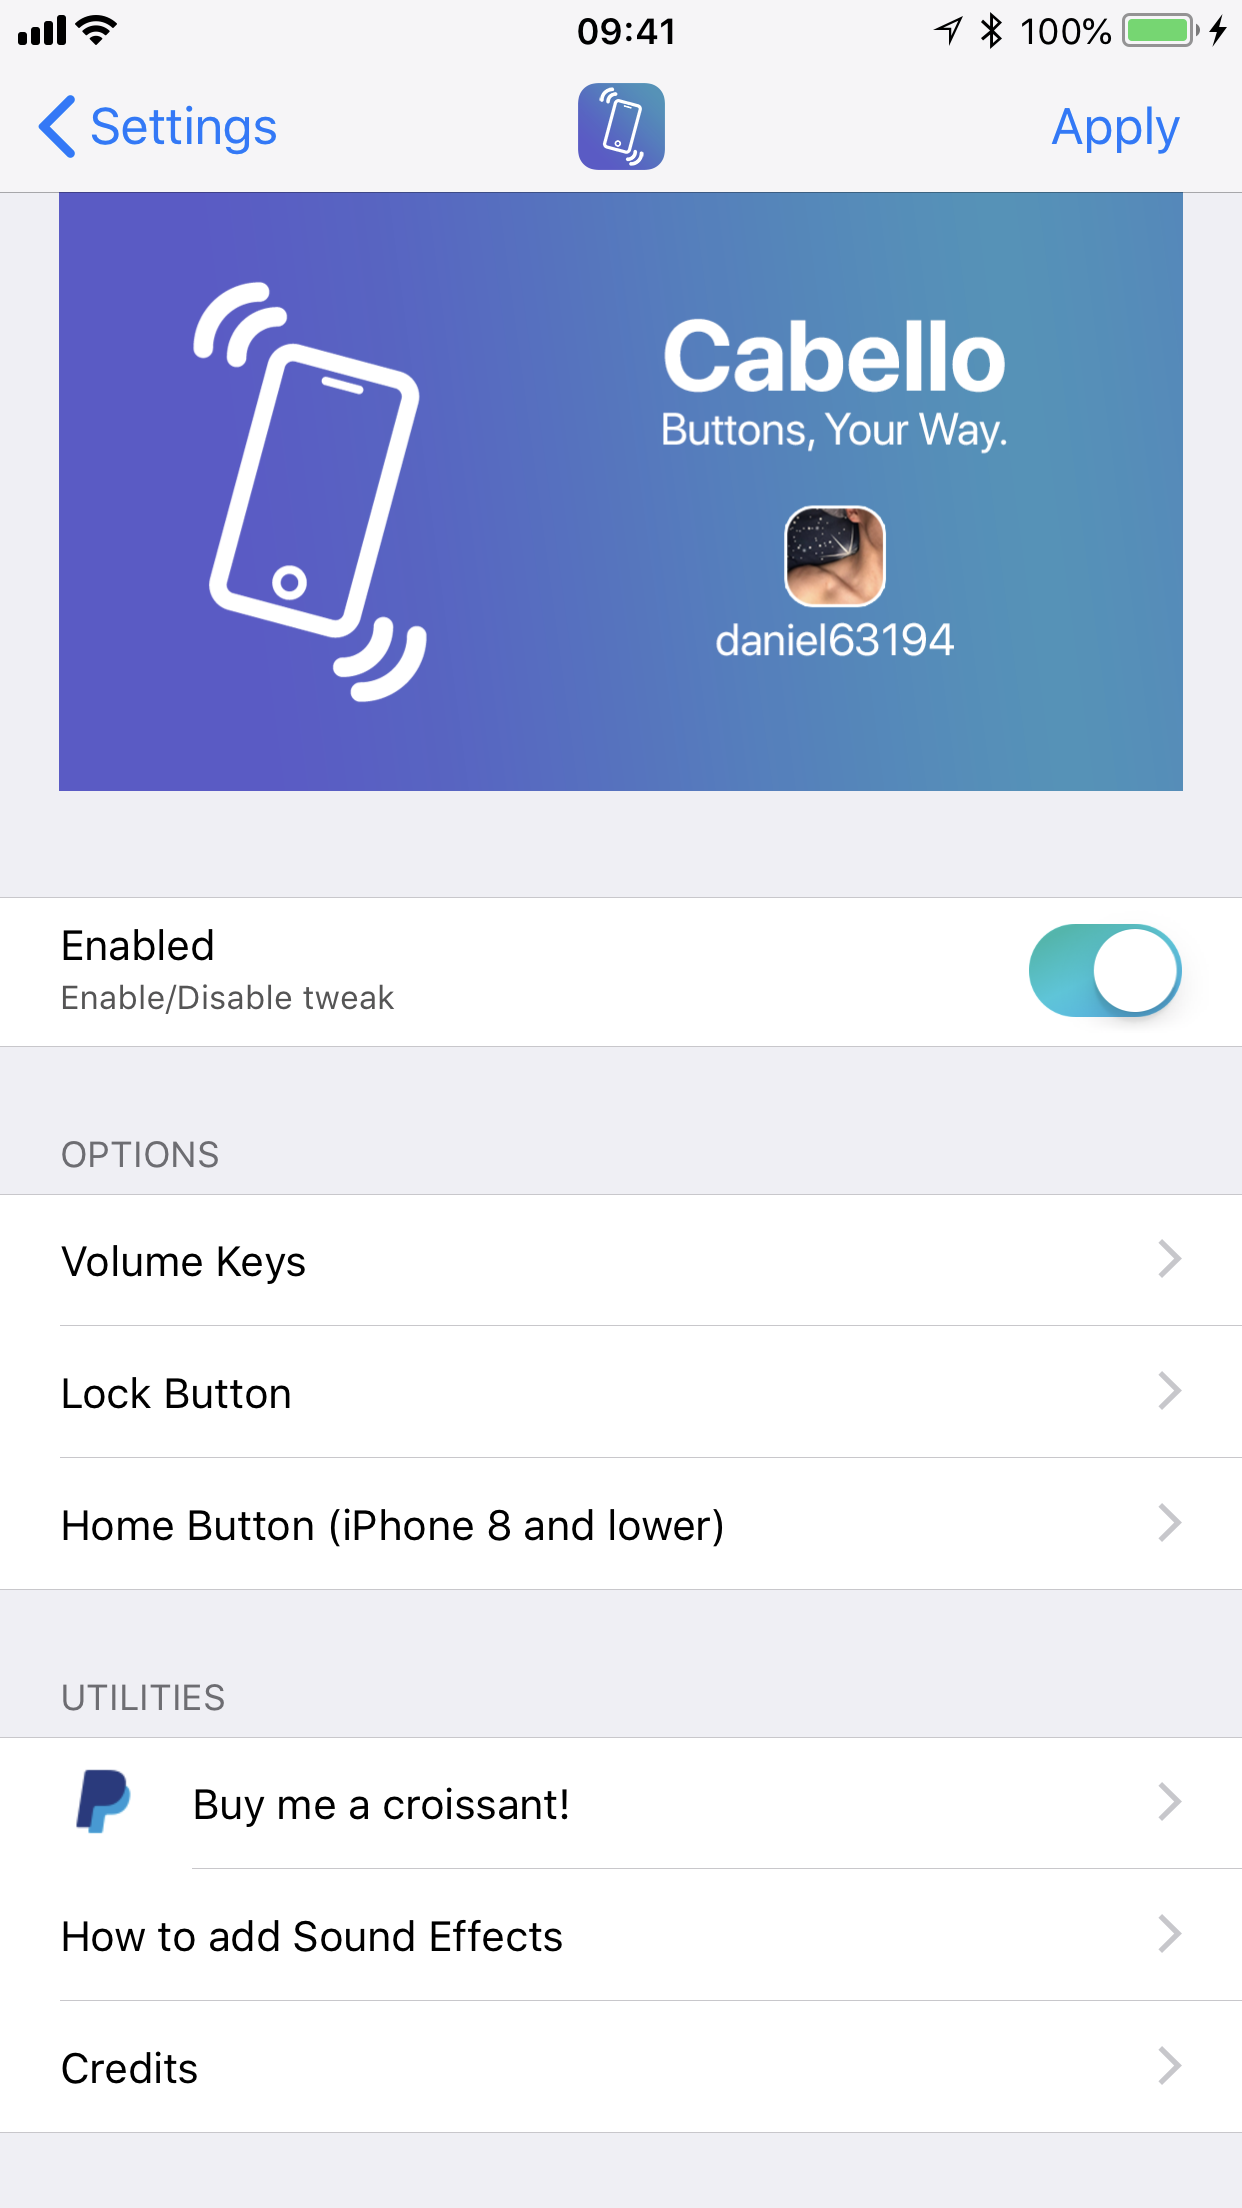 09:41
100%
Settings
Apply
Cabello
Buttons, Your Way.
daniel63194
Enabled
Enable/Disable tweak
OPTIONS
Volume Keys
Lock Button
Home Button (iPhone 8 and lower)
UTILITIES
Buy me a croissant!
How to add Sound Effects
Credits